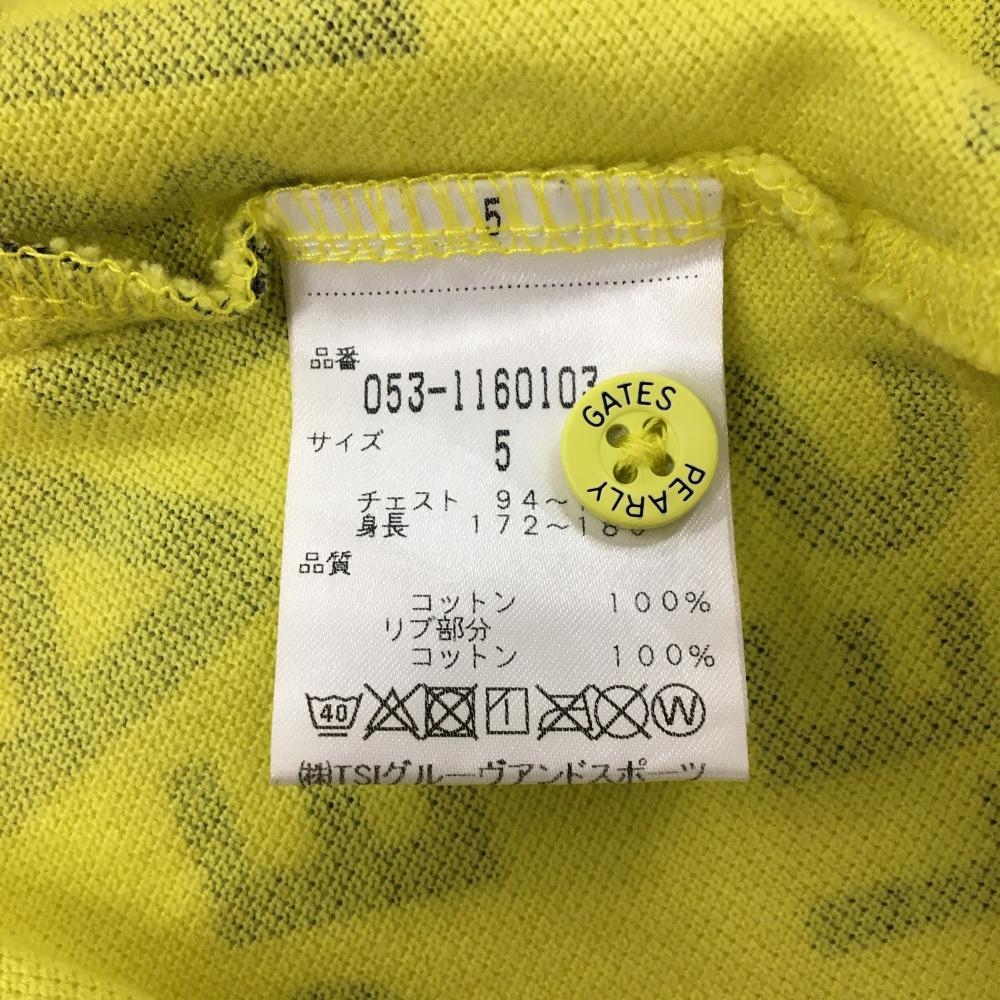 5
品番
053-1160103
サイズ 5
チェスト 94～
身長 172～18
品質
コットン 100%
リブ部分
コットン 100%
40
W
㈱TSIグルーヴアンドスポーツ
GATES
PEARLY